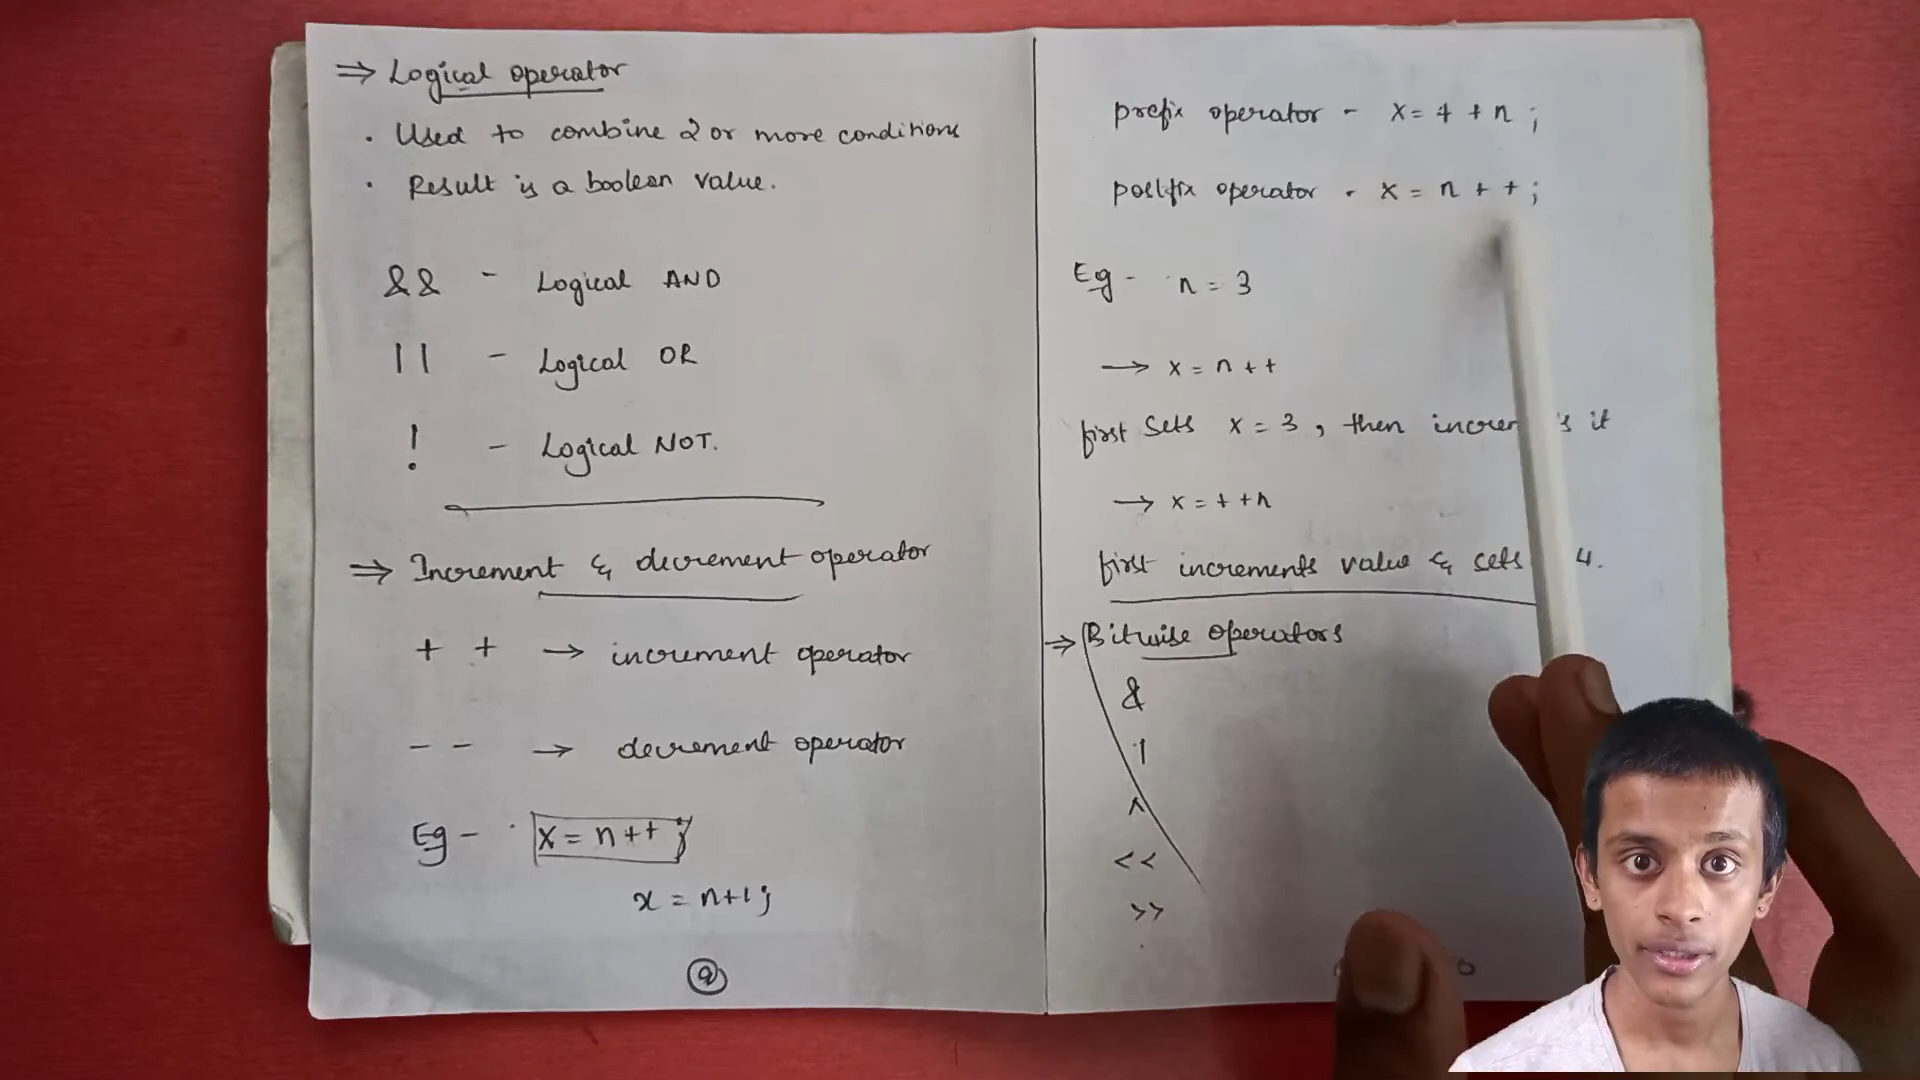 ⇒ Logical operator
. Used to combine 2 or more conditions
. Result is a boolean value.
&& - Logical AND
|| - Logical OR
! - Logical NOT.
⇒ Increment & decrement operator
+ + → increment operator
- - → decrement operator
Eg - x = n++;
x = n+1;
9
prefix operator - x = + + n ;
postfix operator - x = n + + ;
Eg - n = 3
→ x = n + +
first sets x = 3, then it
→ x = + + n
first increments value & sets 4.
⇒ Bitwise operators
&
|
^
<<
>>